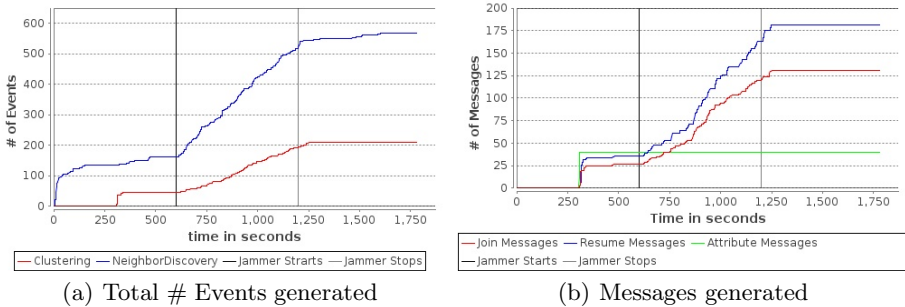 600
500
400
300
200
100
0
# of Events
0 250 500 750 1,000 1,250 1,500 1,750
time in seconds
Clustering NeighborDiscovery Jammer Strarts Jammer Stops
(a) Total # Events generated
200
175
150
125
100
75
50
25
0
# of Messages
0 250 500 750 1,000 1,250 1,500 1,750
Time in seconds
Join Messages Resume Messages Attribute Messages
Jammer Starts Jammer Stops
(b) Messages generated